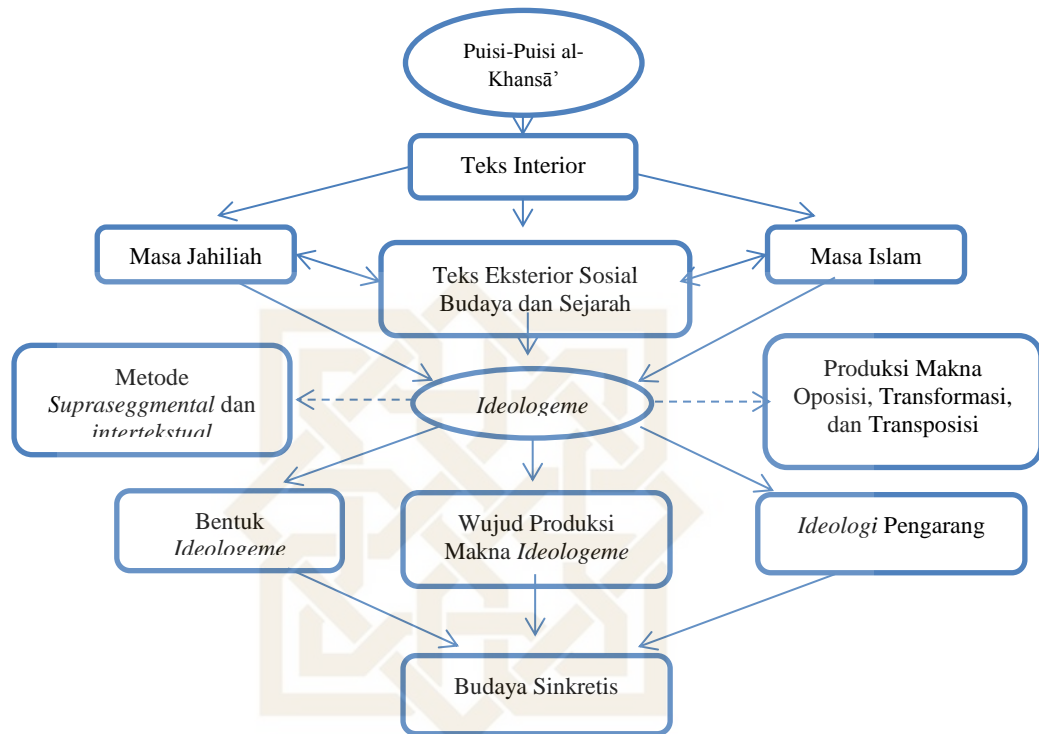 Puisi-Puisi al-
Khansā’
Teks Interior
Masa Jahiliah
Teks Eksterior Sosial
Budaya dan Sejarah
Masa Islam
Metode
Supraseggmental dan
intertekstual
Ideologeme
Produksi Makna
Oposisi, Transformasi,
dan Transposisi
Bentuk
Ideologeme
Wujud Produksi
Makna Ideologeme
Ideologi Pengarang
Budaya Sinkretis